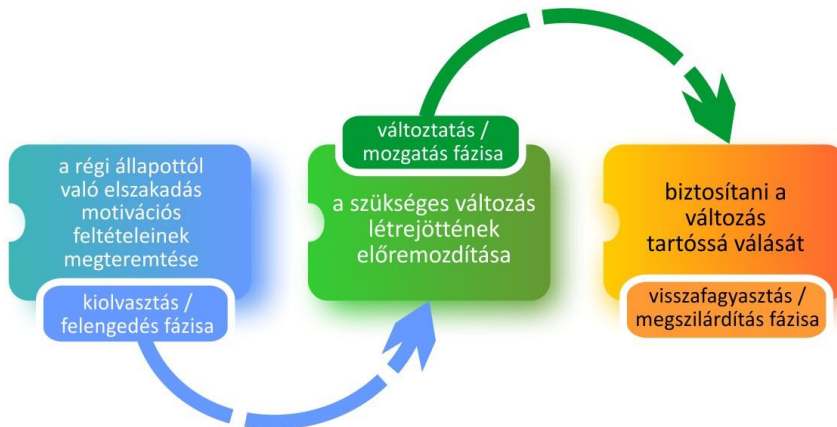 a régi állapottól
való elszakadás
motivációs
feltételeinek
megteremtése
kiolvasztás /
felengedés fázisa
változtatás /
mozgatás fázisa
a szükséges változás
létrejöttének
előremozdítása
biztosítani a
változás
tartóssá válását
visszafagyasztás /
megszilárdítás fázisa